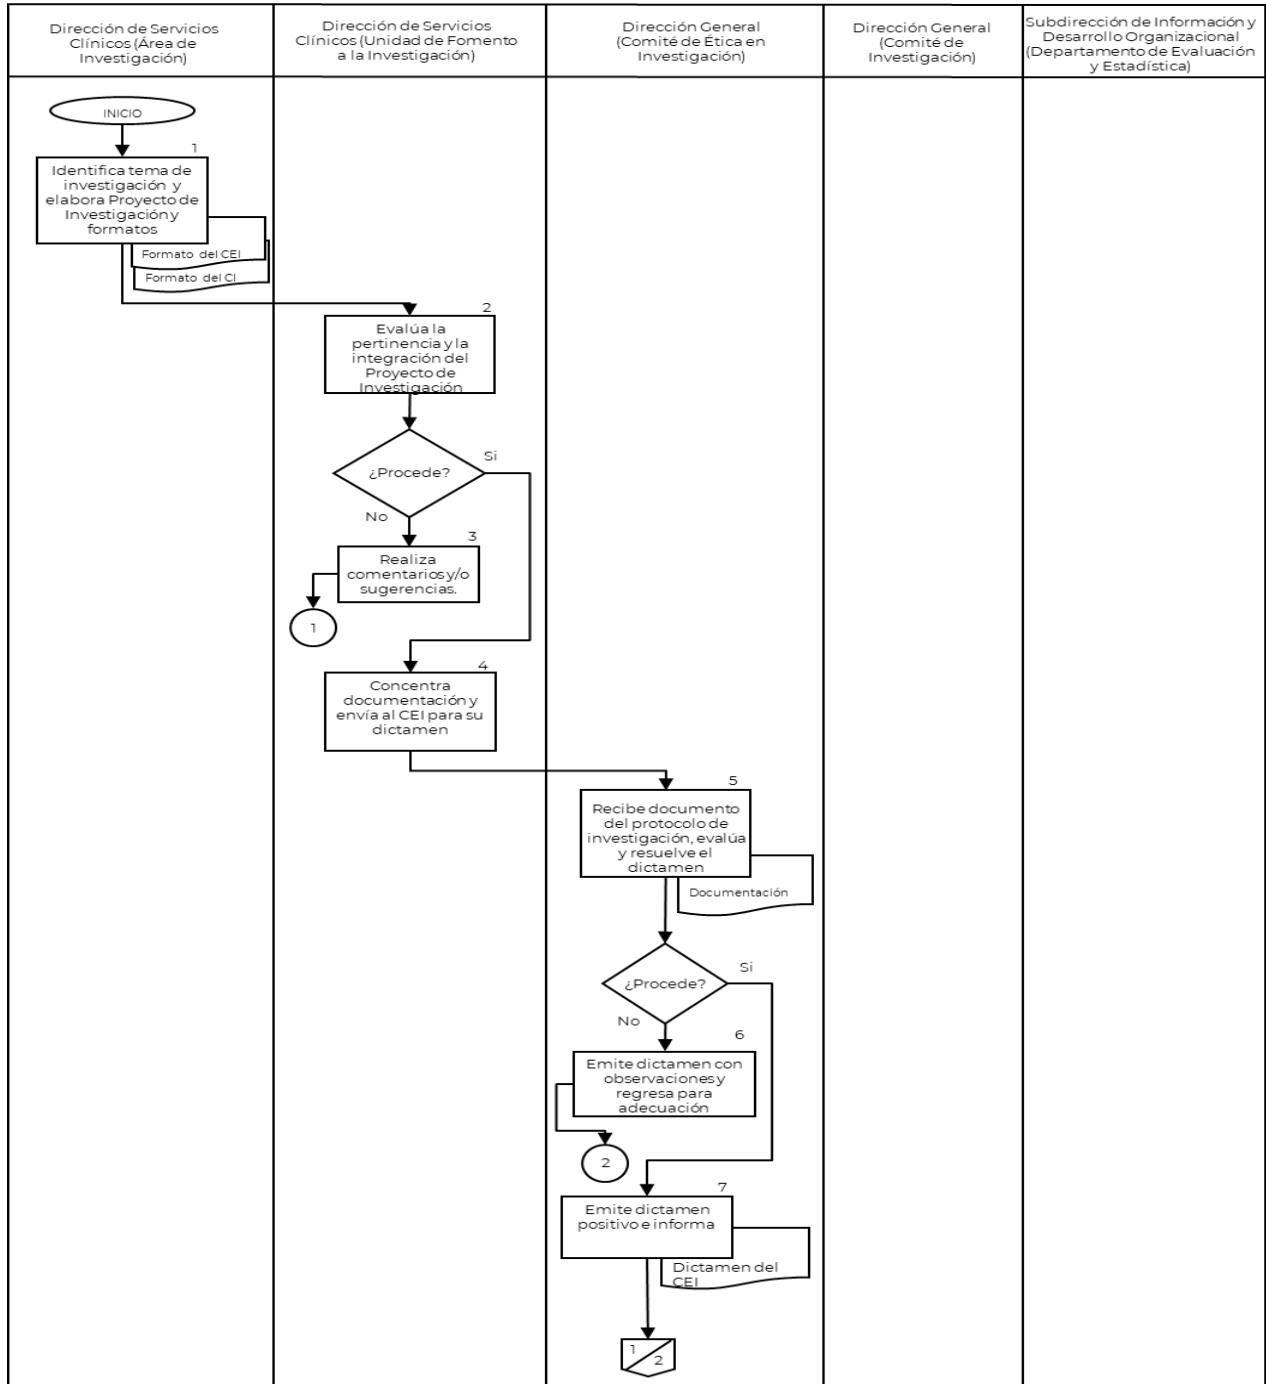 Dirección de Servicios
Clínicos (Área de
Investigación)
Dirección de Servicios
Clínicos (Unidad de Fomento
a la Investigación)
Dirección General
(Comité de Ética en
Investigación)
Dirección General
(Comité de
Investigación)
Subdirección de Información y
Desarrollo Organizacional
(Departamento de Evaluación
y Estadística)
INICIO
1
Identifica tema de
investigación y
elabora Proyecto de
Investigación y
formatos
Formato del CEI
Formato del CI
2
Evalúa la
pertinencia y la
integración del
Proyecto de
Investigación
¿Procede?
Si
No
3
Realiza
comentarios y/o
sugerencias.
1
4
Concentra
documentación y
envía al CEI para su
dictamen
5
Recibe documento
del protocolo de
investigación, evalúa
y resuelve el
dictamen
Documentación
¿Procede?
Si
No
6
Emite dictamen con
observaciones y
regresa para
adecuación
2
7
Emite dictamen
positivo e informa
Dictamen del
CEI
1
2